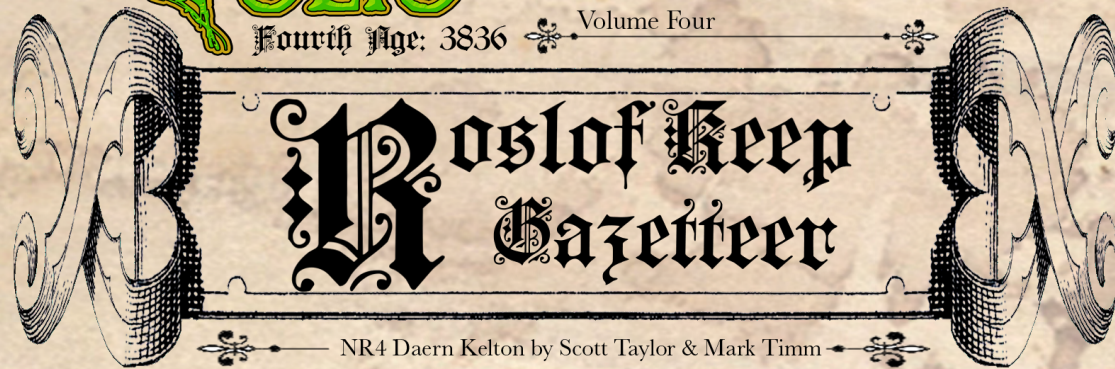 Fourth Age: 3836
Volume Four
Roslof Keep
Gazetteer
NR4 Daern Kelton by Scott Taylor & Mark Timm